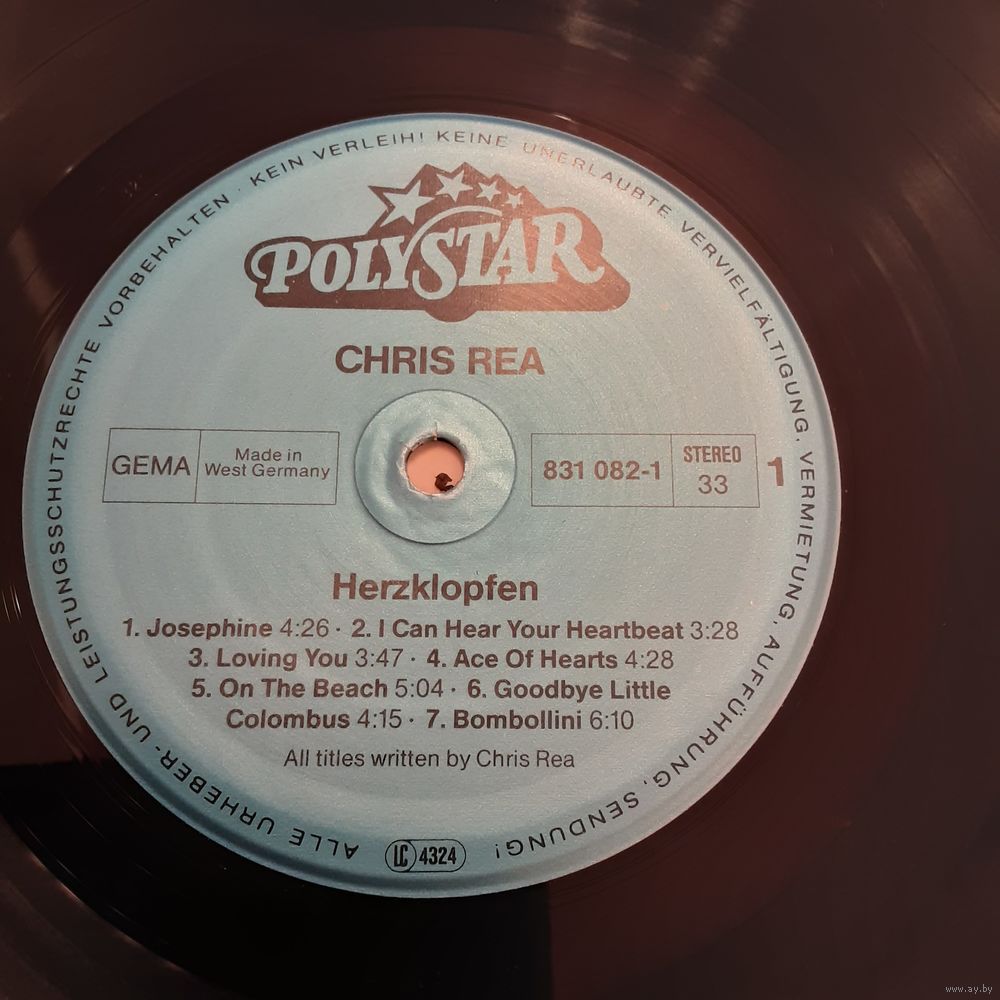 ALLE URHEBER- UND LEISTUNGSSCHUTZRECHTE VORBEHALTEN · KEIN VERLEIH! KEINE UNERLAUBTE VERVIELFÄLTIGUNG, VERMIETUNG, AUFFÜHRUNG, SENDUNG!
POLYSTAR
CHRIS REA
GEMA
Made in
West Germany
831 082-1
STEREO
33
1
Herzklopfen
1. Josephine 4:26 · 2. I Can Hear Your Heartbeat 3:28
3. Loving You 3:47 · 4. Ace Of Hearts 4:28
5. On The Beach 5:04 · 6. Goodbye Little
Colombus 4:15 · 7. Bombollini 6:10
All titles written by Chris Rea
LC 4324
www.ay.by